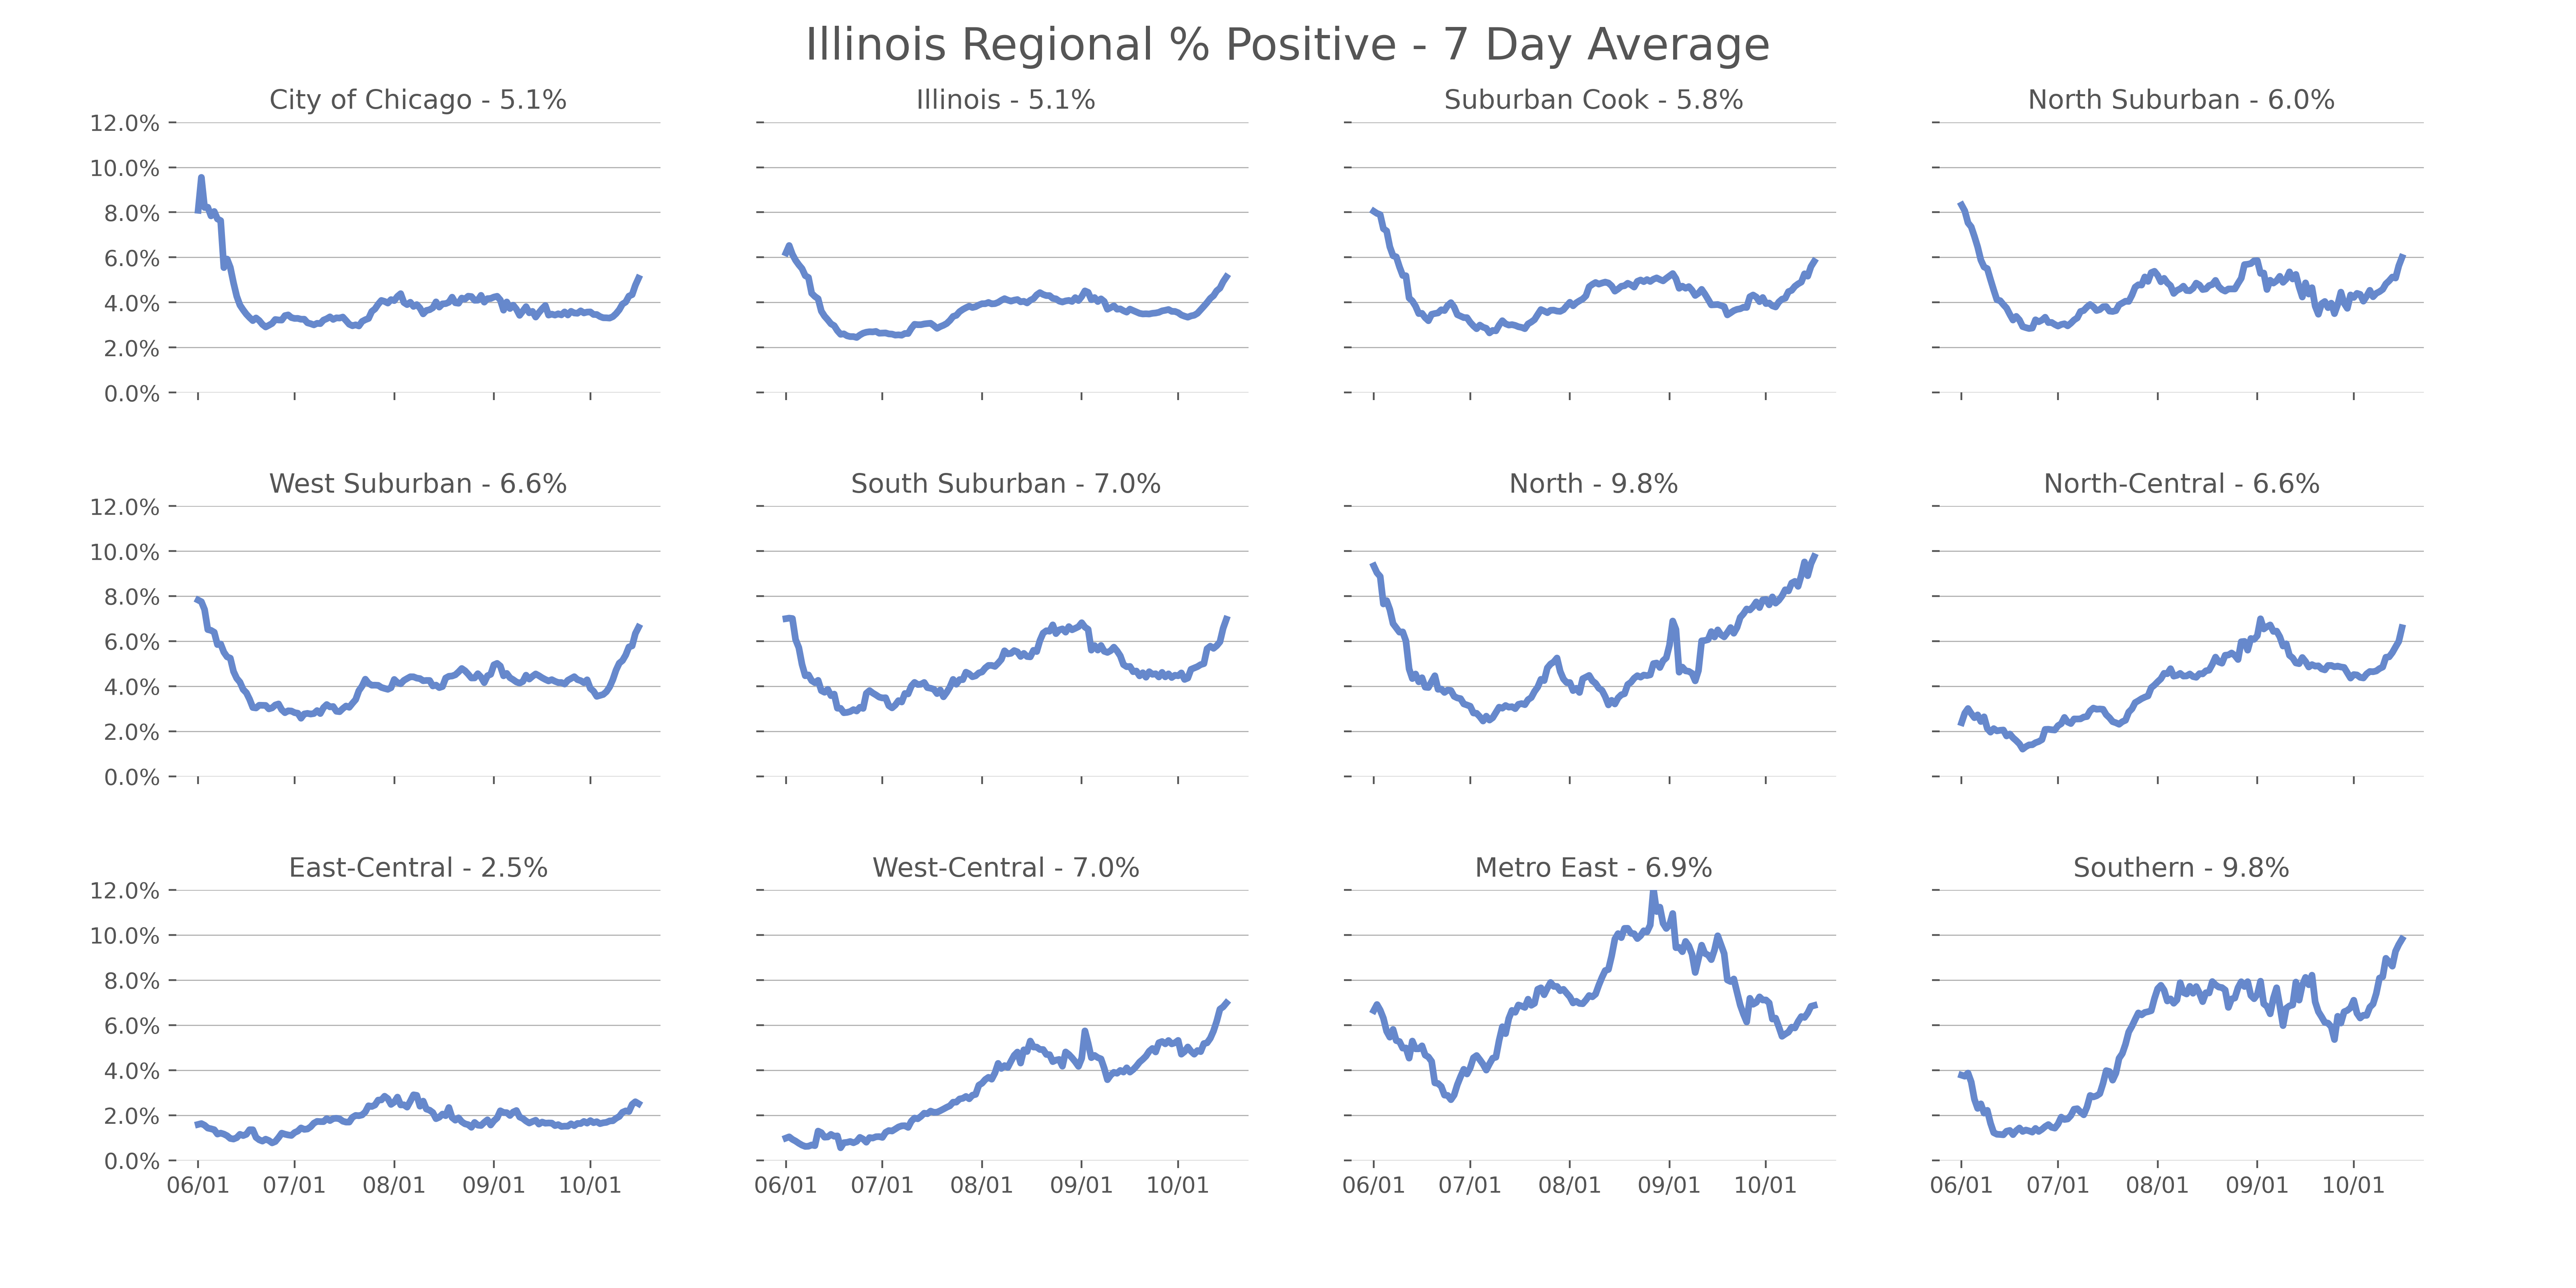 Illinois Regional % Positive - 7 Day Average
City of Chicago - 5.1%
Illinois - 5.1%
Suburban Cook - 5.8%
North Suburban - 6.0%
12.0%
10.0%
8.0%
6.0%
4.0%
2.0%
0.0%
West Suburban - 6.6%
South Suburban - 7.0%
North - 9.8%
North-Central - 6.6%
12.0%
10.0%
8.0%
6.0%
4.0%
2.0%
0.0%
East-Central - 2.5%
West-Central - 7.0%
Metro East - 6.9%
Southern - 9.8%
12.0%
10.0%
8.0%
6.0%
4.0%
2.0%
0.0%
06/01 07/01 08/01 09/01 10/01
06/01 07/01 08/01 09/01 10/01
06/01 07/01 08/01 09/01 10/01
06/01 07/01 08/01 09/01 10/01